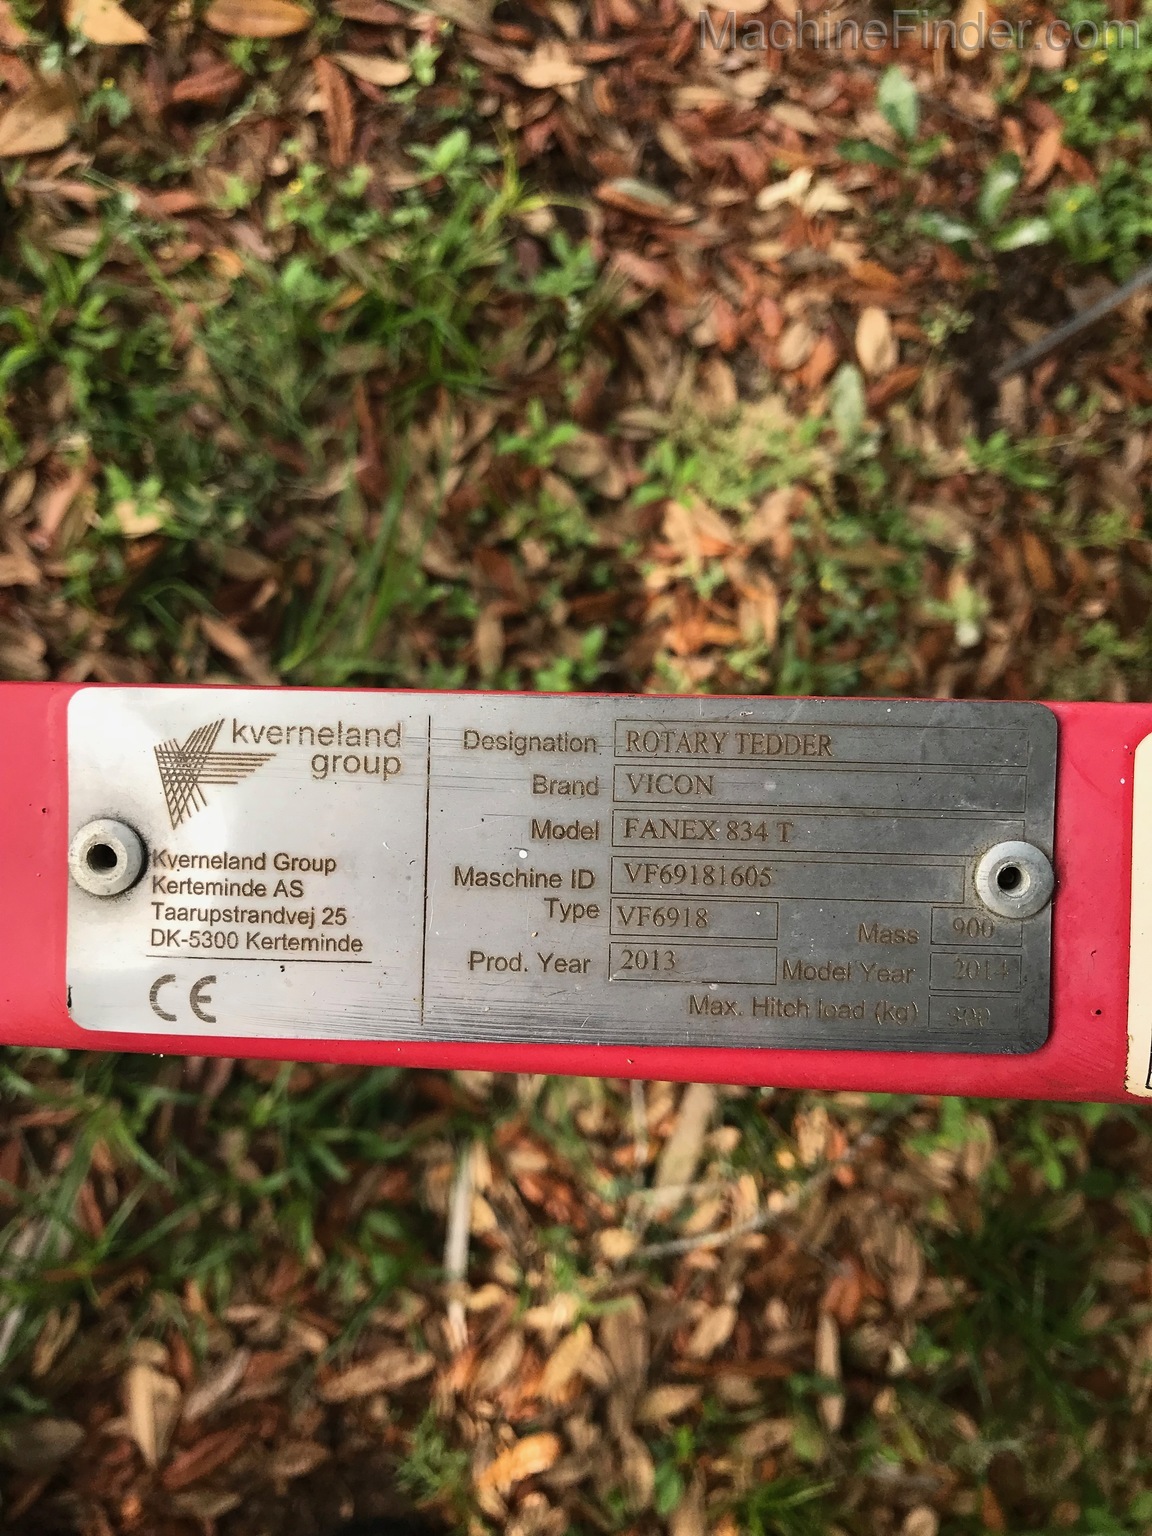 MachineFinder.com
kverneland
group
Kverneland Group
Kerteminde AS
Taarupstrandvej 25
DK-5300 Kerteminde
CE
Designation ROTARY TEDDER
Brand VICON
Model FANEX 834 T
Maschine ID VF69181605
Type VF6918
Mass 900
Prod. Year 2013
Model Year 2014
Max. Hitch load (kg)